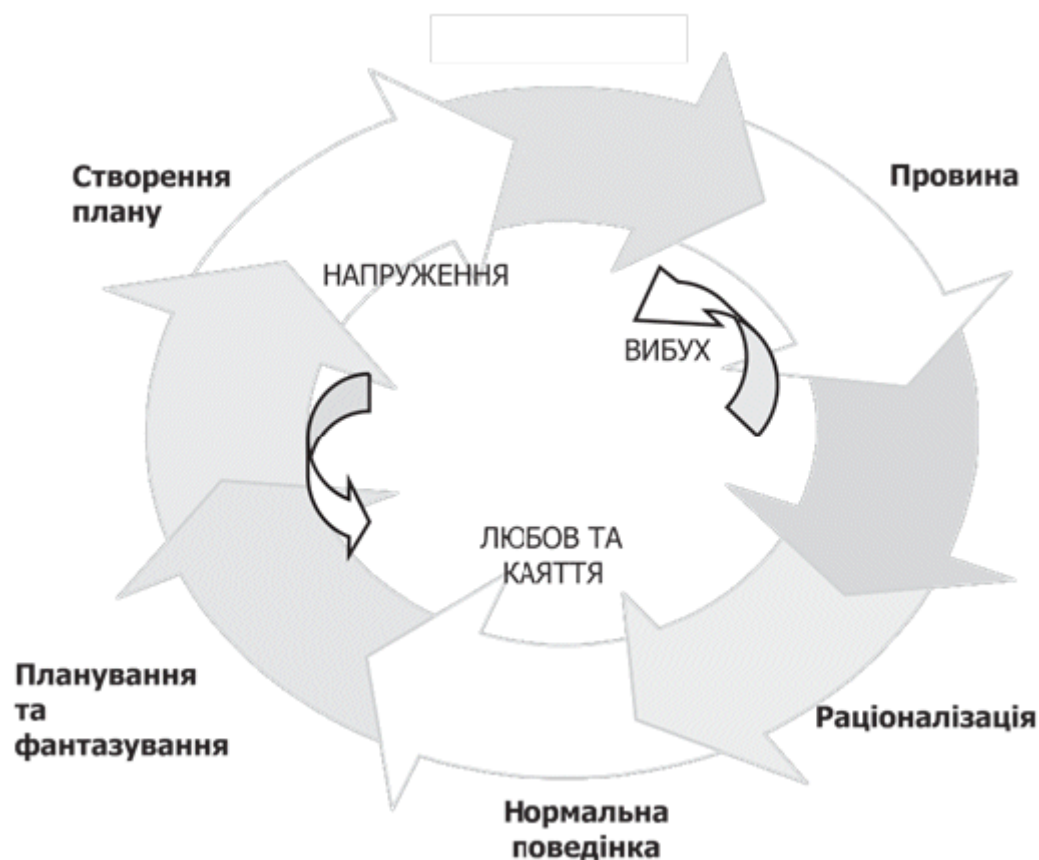 Створення
плану
Провина
НАПРУЖЕННЯ
ВИБУХ
ЛЮБОВ ТА
КАЯТТЯ
Планування
та
фантазування
Раціоналізація
Нормальна
поведінка